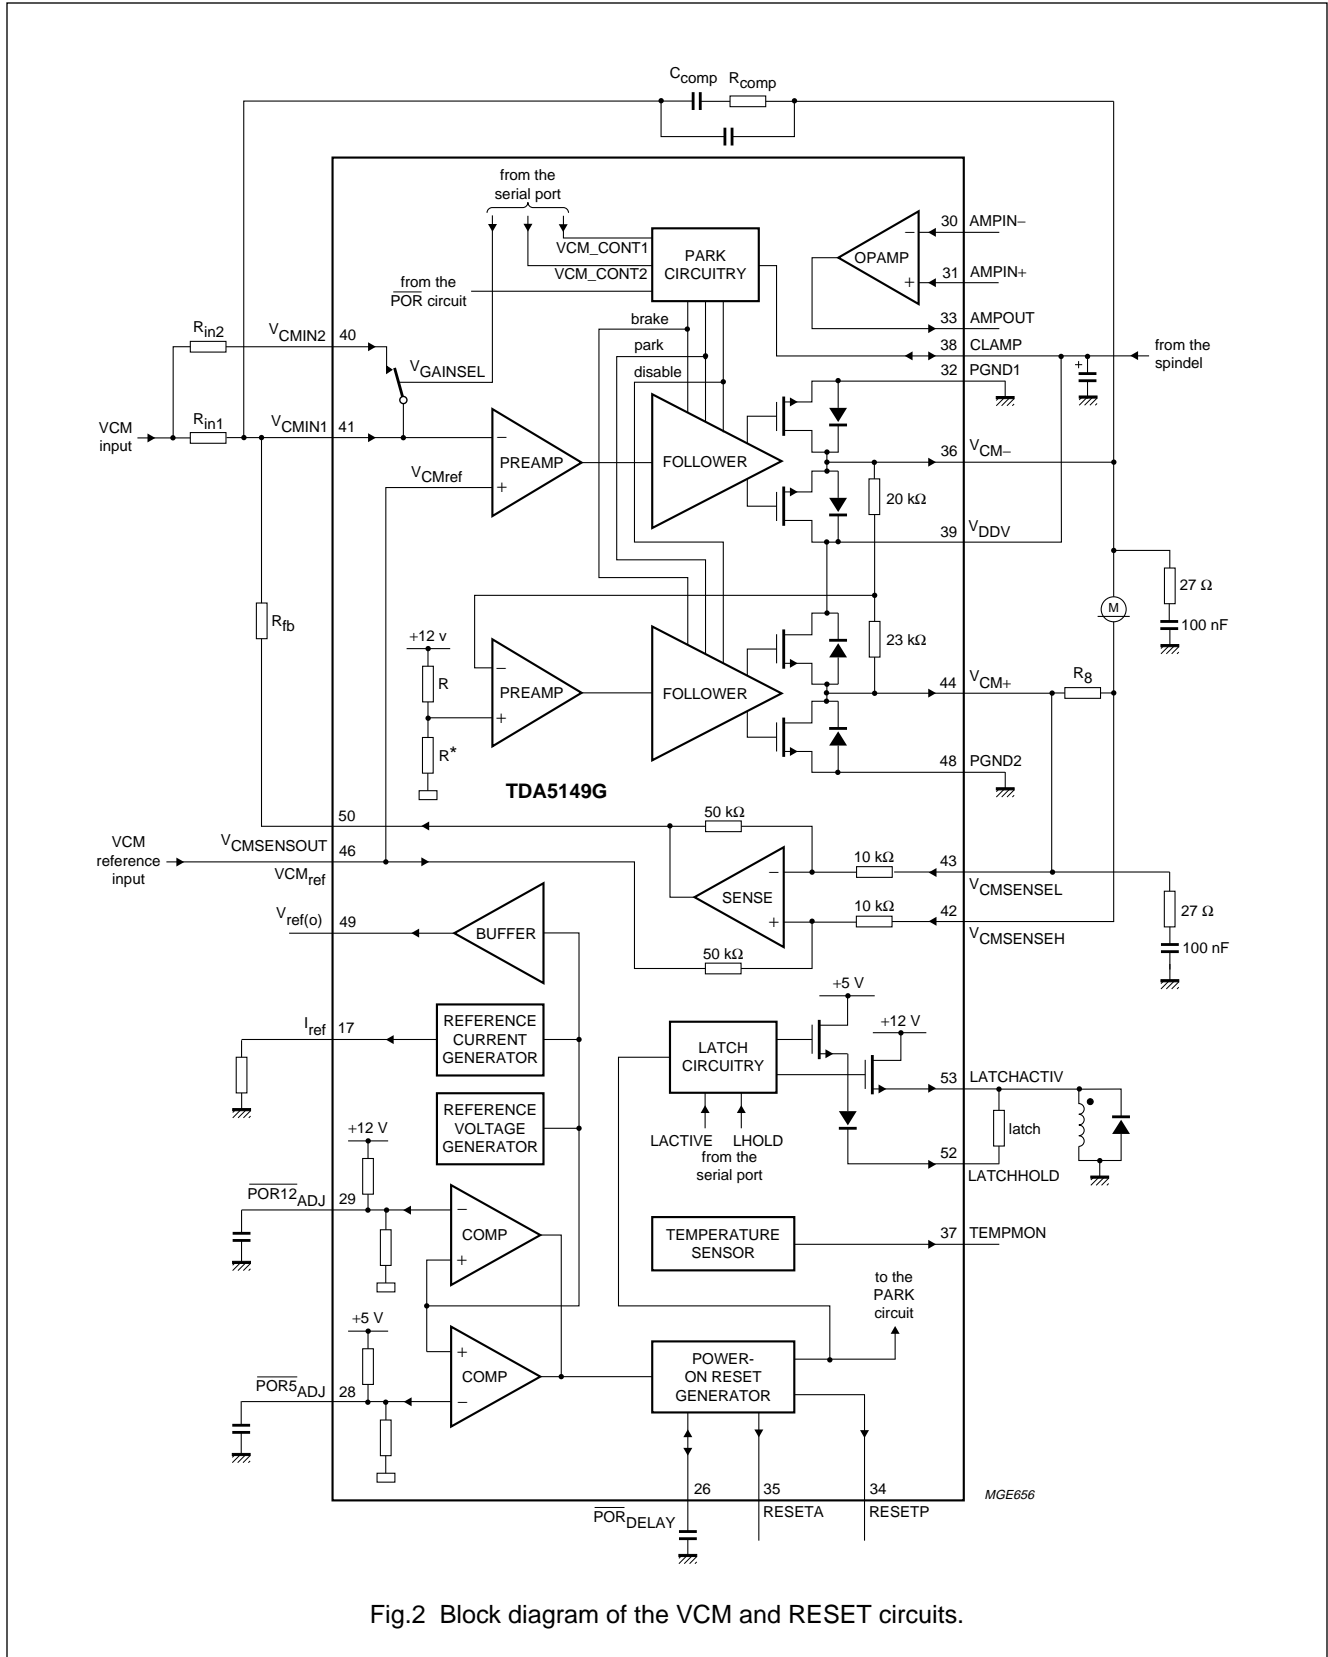 Ccomp Rcomp
from the
serial port
VCM_CONT1
VCM_CONT2
from the
POR circuit
PARK
CIRCUITRY
OPAMP
−
+
30 AMPIN−
31 AMPIN+
33 AMPOUT
38 CLAMP
from the
spindel
+
32 PGND1
brake
park
disable
Rin2
VCMIN2
40
VGAINSEL
VCM
input
Rin1
VCMIN1
41
VCMref
−
PREAMP
+
FOLLOWER
36 VCM−
20 kΩ
39 VDDV
27 Ω
100 nF
M
Rfb
+12 v
R
R*
−
PREAMP
+
FOLLOWER
23 kΩ
44 VCM+
R8
48 PGND2
TDA5149G
50
VCMSENSOUT
VCM
reference
input
46
VCMref
50 kΩ
10 kΩ
43
VCMSENSEL
−
SENSE
+
10 kΩ
42
VCMSENSEH
50 kΩ
27 Ω
100 nF
Vref(o)
49
BUFFER
Iref
17
REFERENCE
CURRENT
GENERATOR
REFERENCE
VOLTAGE
GENERATOR
+5 V
+12 V
LATCH
CIRCUITRY
LACTIVE LHOLD
from the
serial port
53 LATCHACTIV
latch
52
LATCHHOLD
+12 V
POR12ADJ
29
−
COMP
+
TEMPERATURE
SENSOR
37 TEMPMON
to the
PARK
circuit
+5 V
POR5ADJ
28
+
COMP
−
POWER-
ON RESET
GENERATOR
26
PORDELAY
35
RESETA
34
RESETP
MGE656
Fig.2 Block diagram of the VCM and RESET circuits.